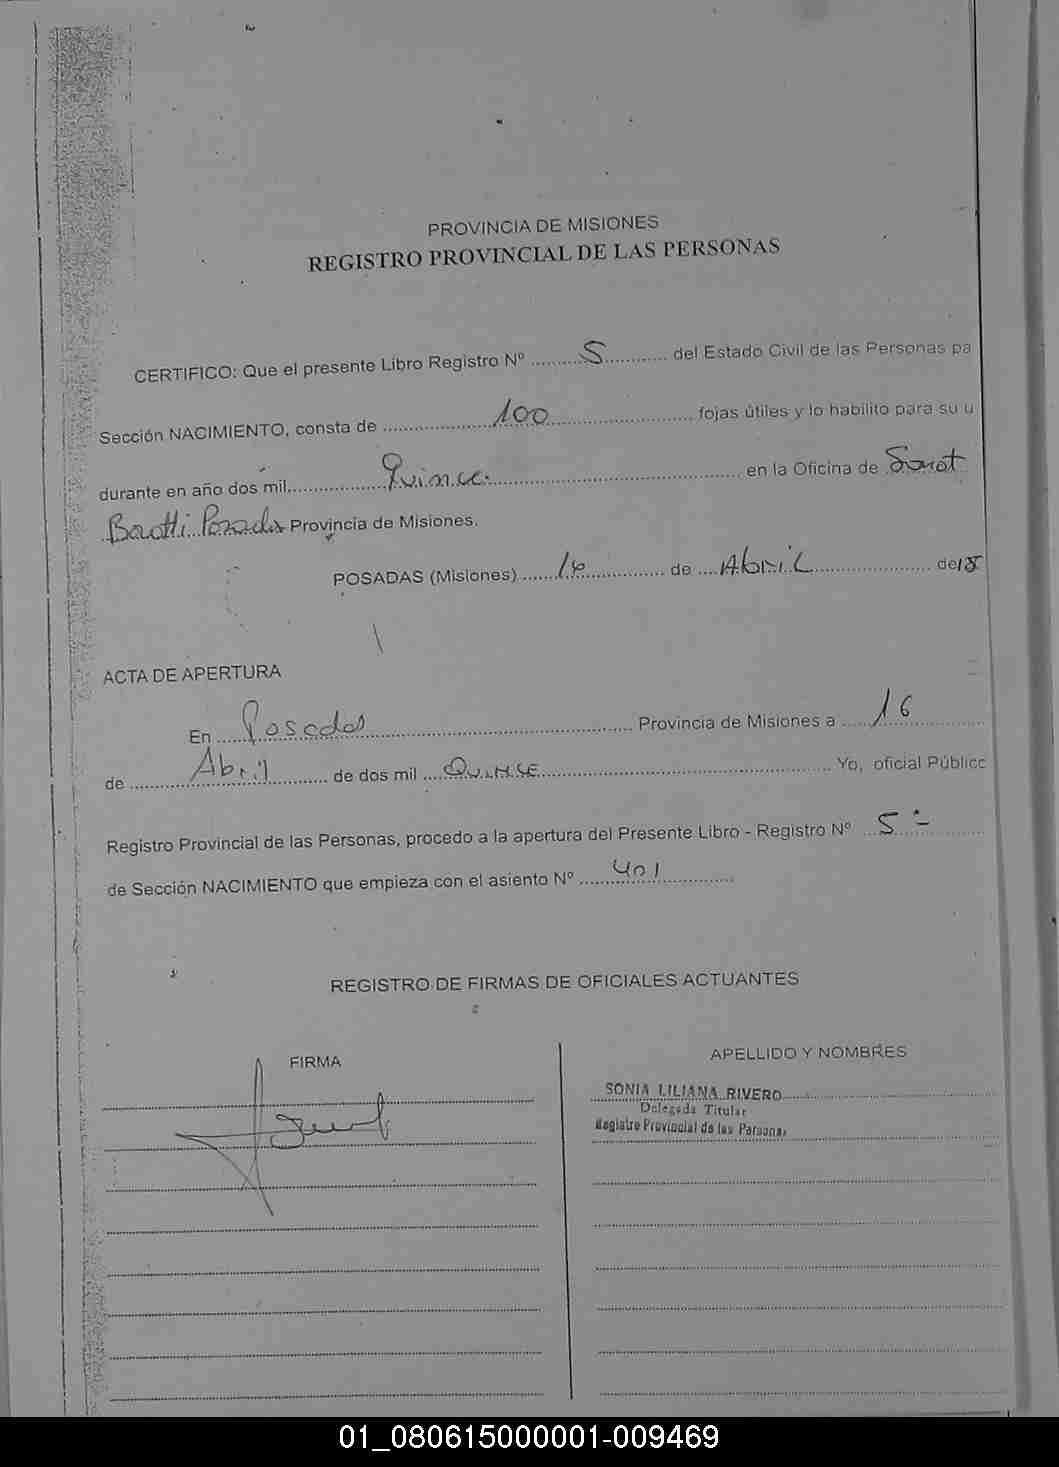 PROVINCIA DE MISIONES
REGISTRO PROVINCIAL DE LAS PERSONAS
CERTIFICO: Que el presente Libro Registro Nº ..........5............ del Estado Civil de las Personas pa
Sección NACIMIENTO, consta de .....................100............................ fojas útiles y lo habilito para su u
durante en año dos mil..................Quince................................................ en la Oficina de Sanat
Barotti Posadas Provincia de Misiones.
POSADAS (Misiones) .......16................ de ....Abril....................... de 15
ACTA DE APERTURA
En .....Posadas................................................ Provincia de Misiones a ......16..............
de ............Abril............ de dos mil ....QUINCE.................................................... Yo, oficial Público
Registro Provincial de las Personas, procedo a la apertura del Presente Libro - Registro Nº ...5.-...........
de Sección NACIMIENTO que empieza con el asiento Nº .......401................
REGISTRO DE FIRMAS DE OFICIALES ACTUANTES
FIRMA
APELLIDO Y NOMBRES
SONIA LILIANA RIVERO
Delegada Titular
Registro Provincial de las Personas
01_080615000001-009469